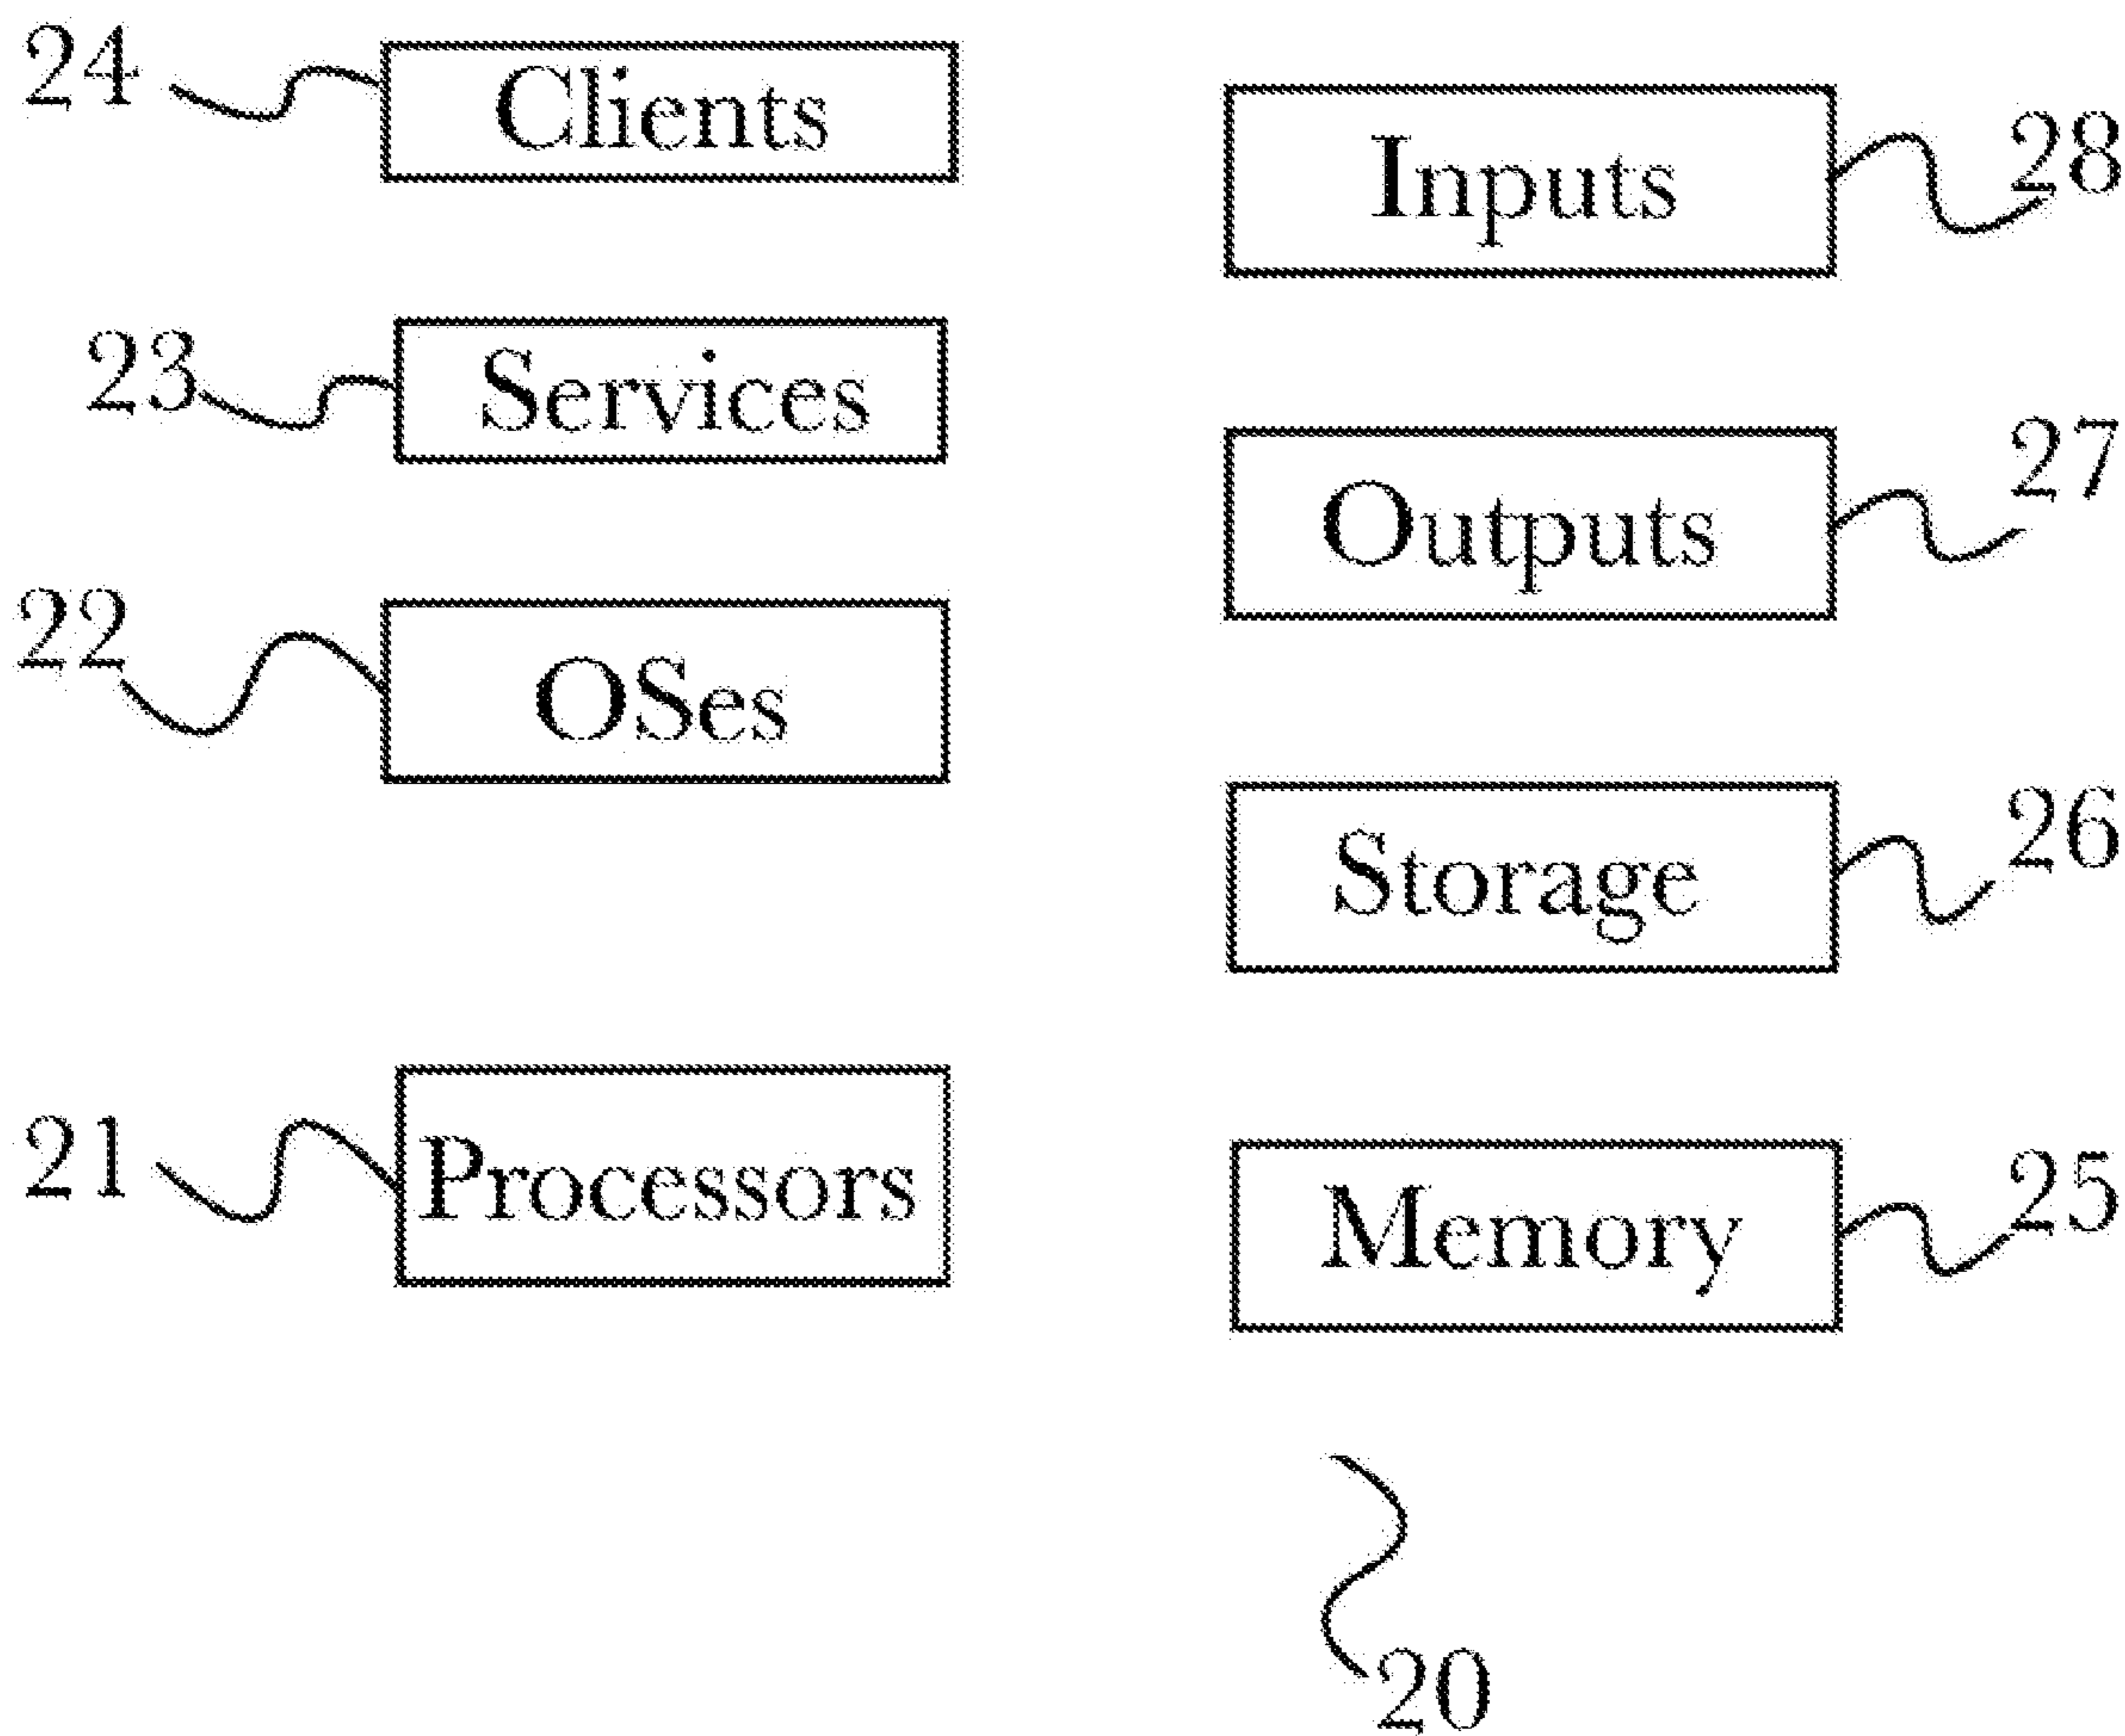 24 Clients
Inputs 28
23 Services
Outputs 27
22 OSes
Storage 26
21 Processors
Memory 25
20